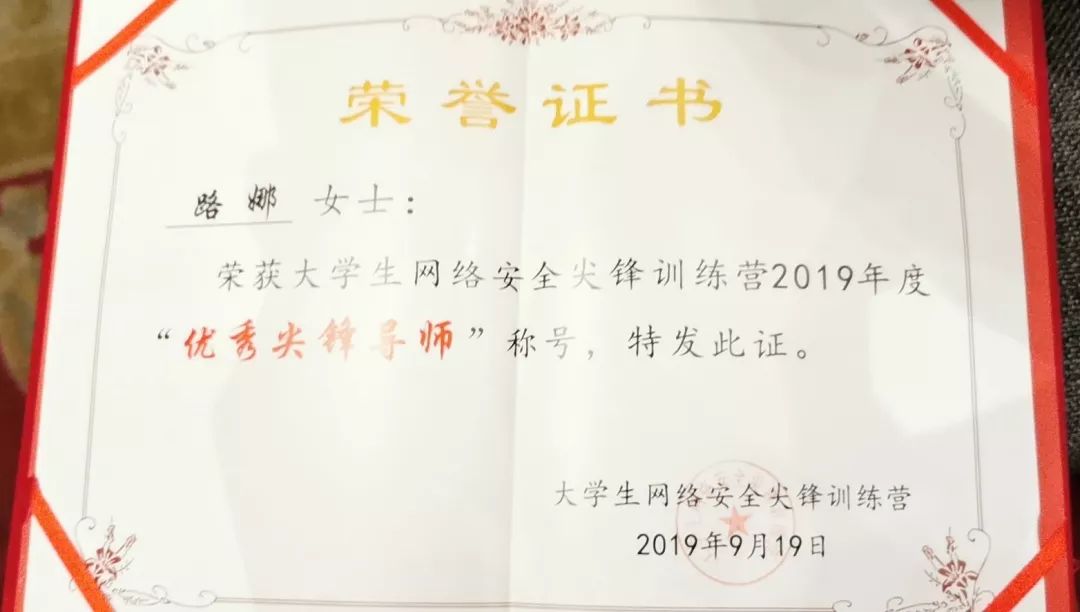 荣誉证书
路娜 女士：
荣获大学生网络安全尖锋训练营2019年度
“优秀尖锋导师”称号，特发此证。
大学生网络安全尖锋训练营
2019年9月19日